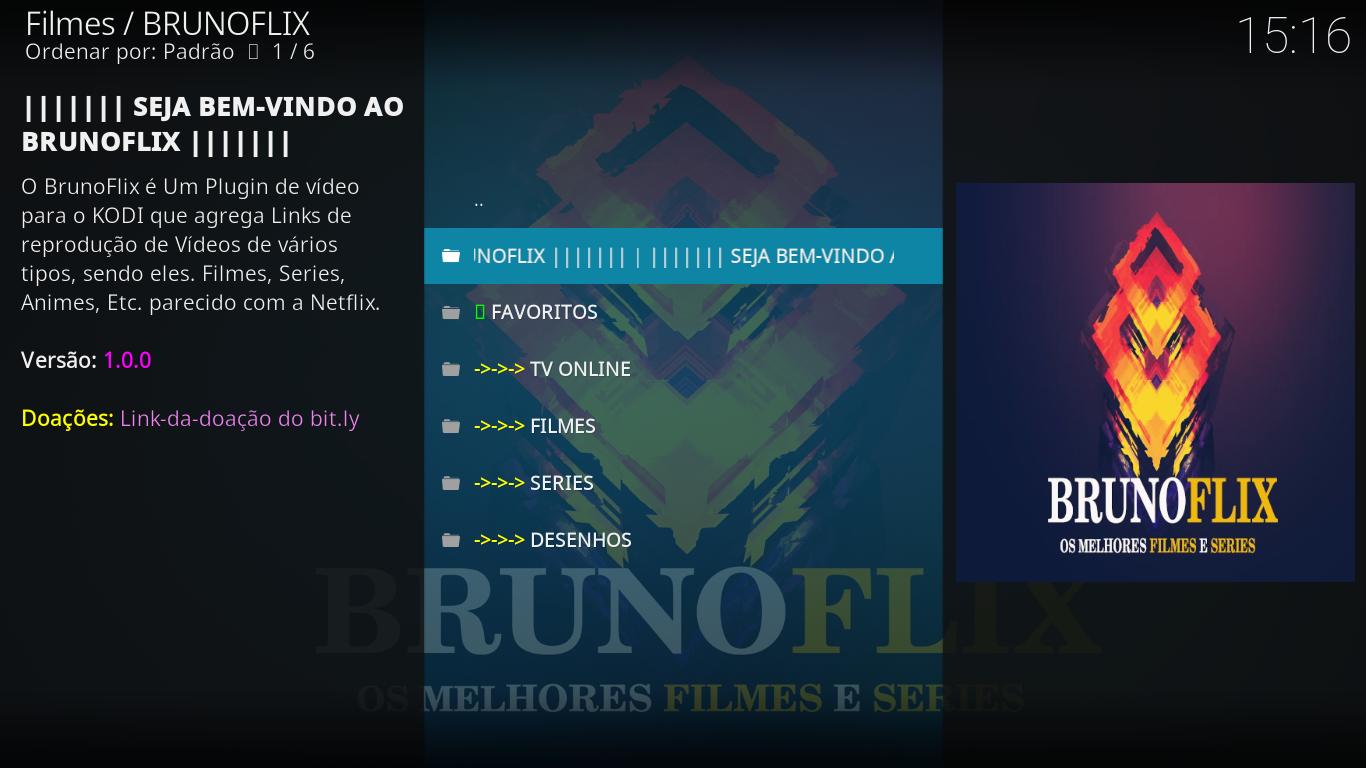 Filmes / BRUNOFLIX
Ordenar por: Padrão 1 / 6
15:16
||||||| SEJA BEM-VINDO AO
BRUNOFLIX |||||||
O BrunoFlix é Um Plugin de vídeo
para o KODI que agrega Links de
reprodução de Vídeos de vários
tipos, sendo eles. Filmes, Series,
Animes, Etc. parecido com a Netflix.
Versão: 1.0.0
Doações: Link-da-doação do bit.ly
..
UNOFLIX ||||||| | ||||||| SEJA BEM-VINDO A
FAVORITOS
->->-> TV ONLINE
->->-> FILMES
->->-> SERIES
->->-> DESENHOS
BRUNOFLIX
OS MELHORES FILMES E SERIES
BRUNOFLIX
OS MELHORES FILMES E SERIES